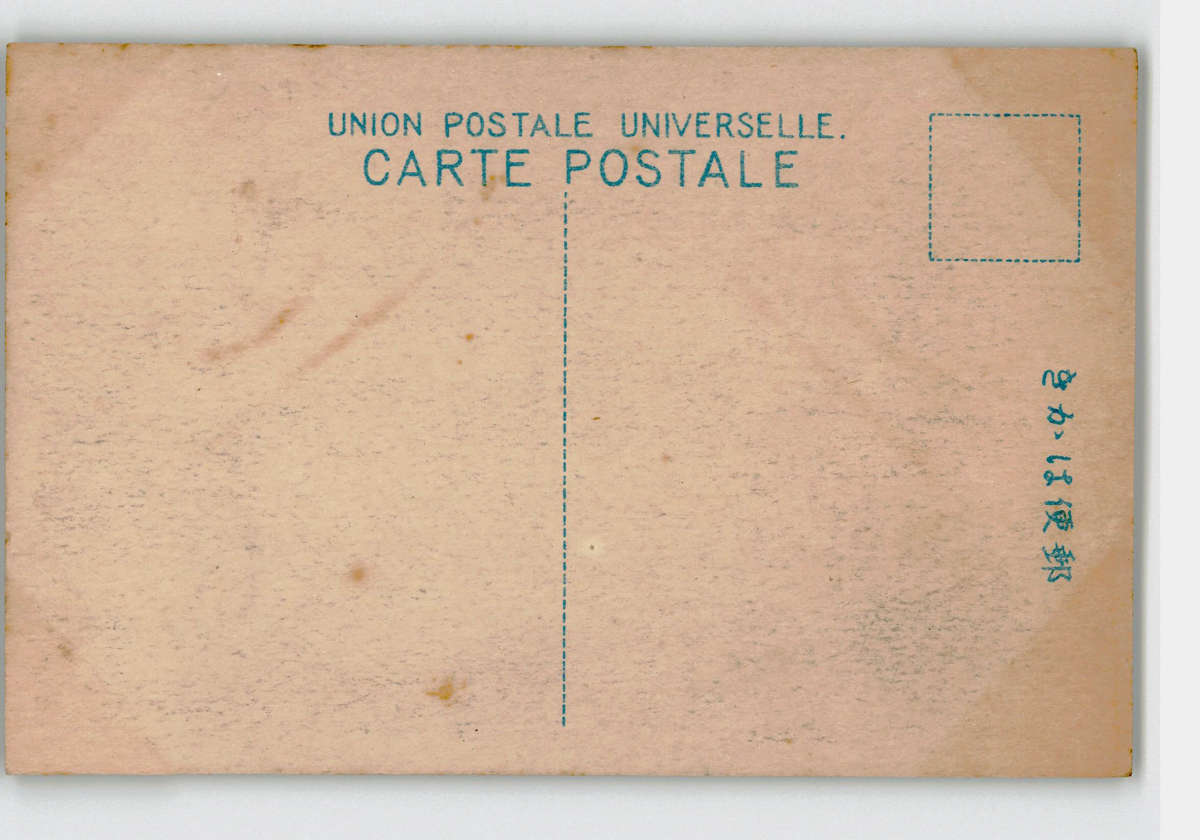 UNION POSTALE UNIVERSELLE.
CARTE POSTALE
郵便はかき